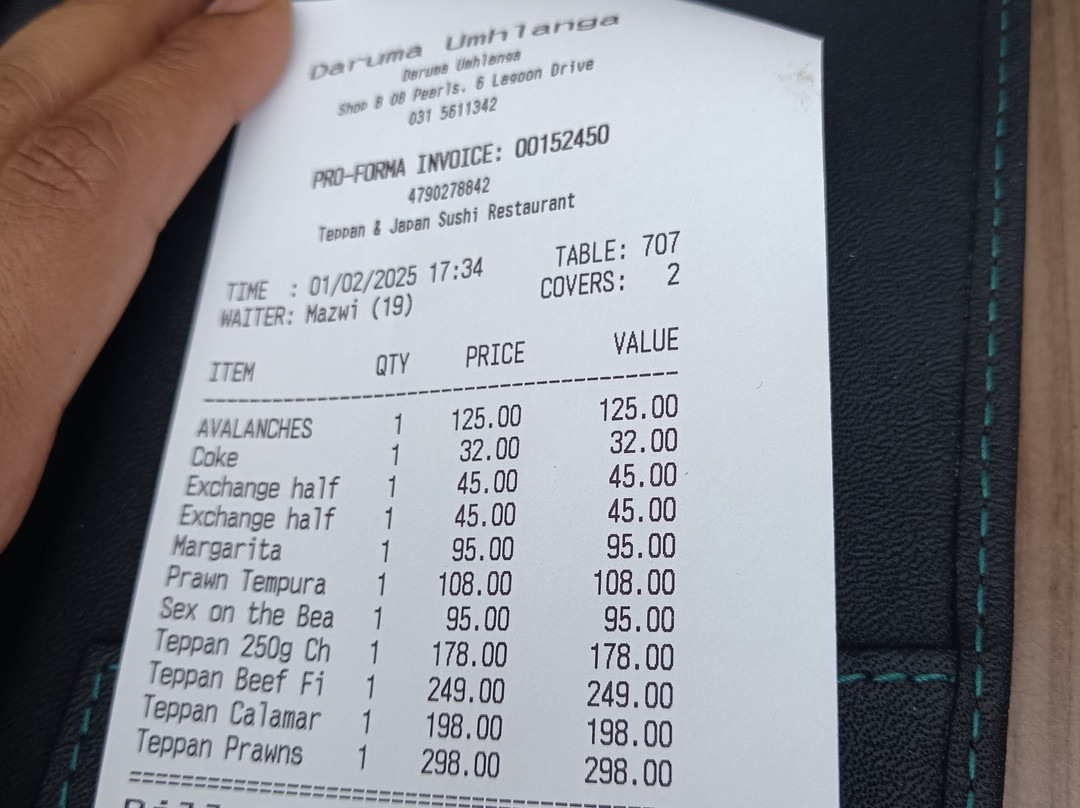 Daruma Umhlanga
Daruma Umhlanga
Shop 8 OB Pearls. 6 Lagoon Drive
031 5611342
PRO-FORMA INVOICE: 00152450
4790278842
Teppan & Japan Sushi Restaurant
TIME : 01/02/2025 17:34 TABLE: 707
WAITER: Mazwi (19) COVERS: 2
ITEM QTY PRICE VALUE
AVALANCHES 1 125.00 125.00
Coke 1 32.00 32.00
Exchange half 1 45.00 45.00
Exchange half 1 45.00 45.00
Margarita 1 95.00 95.00
Prawn Tempura 1 108.00 108.00
Sex on the Bea 1 95.00 95.00
Teppan 250g Ch 1 178.00 178.00
Teppan Beef Fi 1 249.00 249.00
Teppan Calamar 1 198.00 198.00
Teppan Prawns 1 298.00 298.00